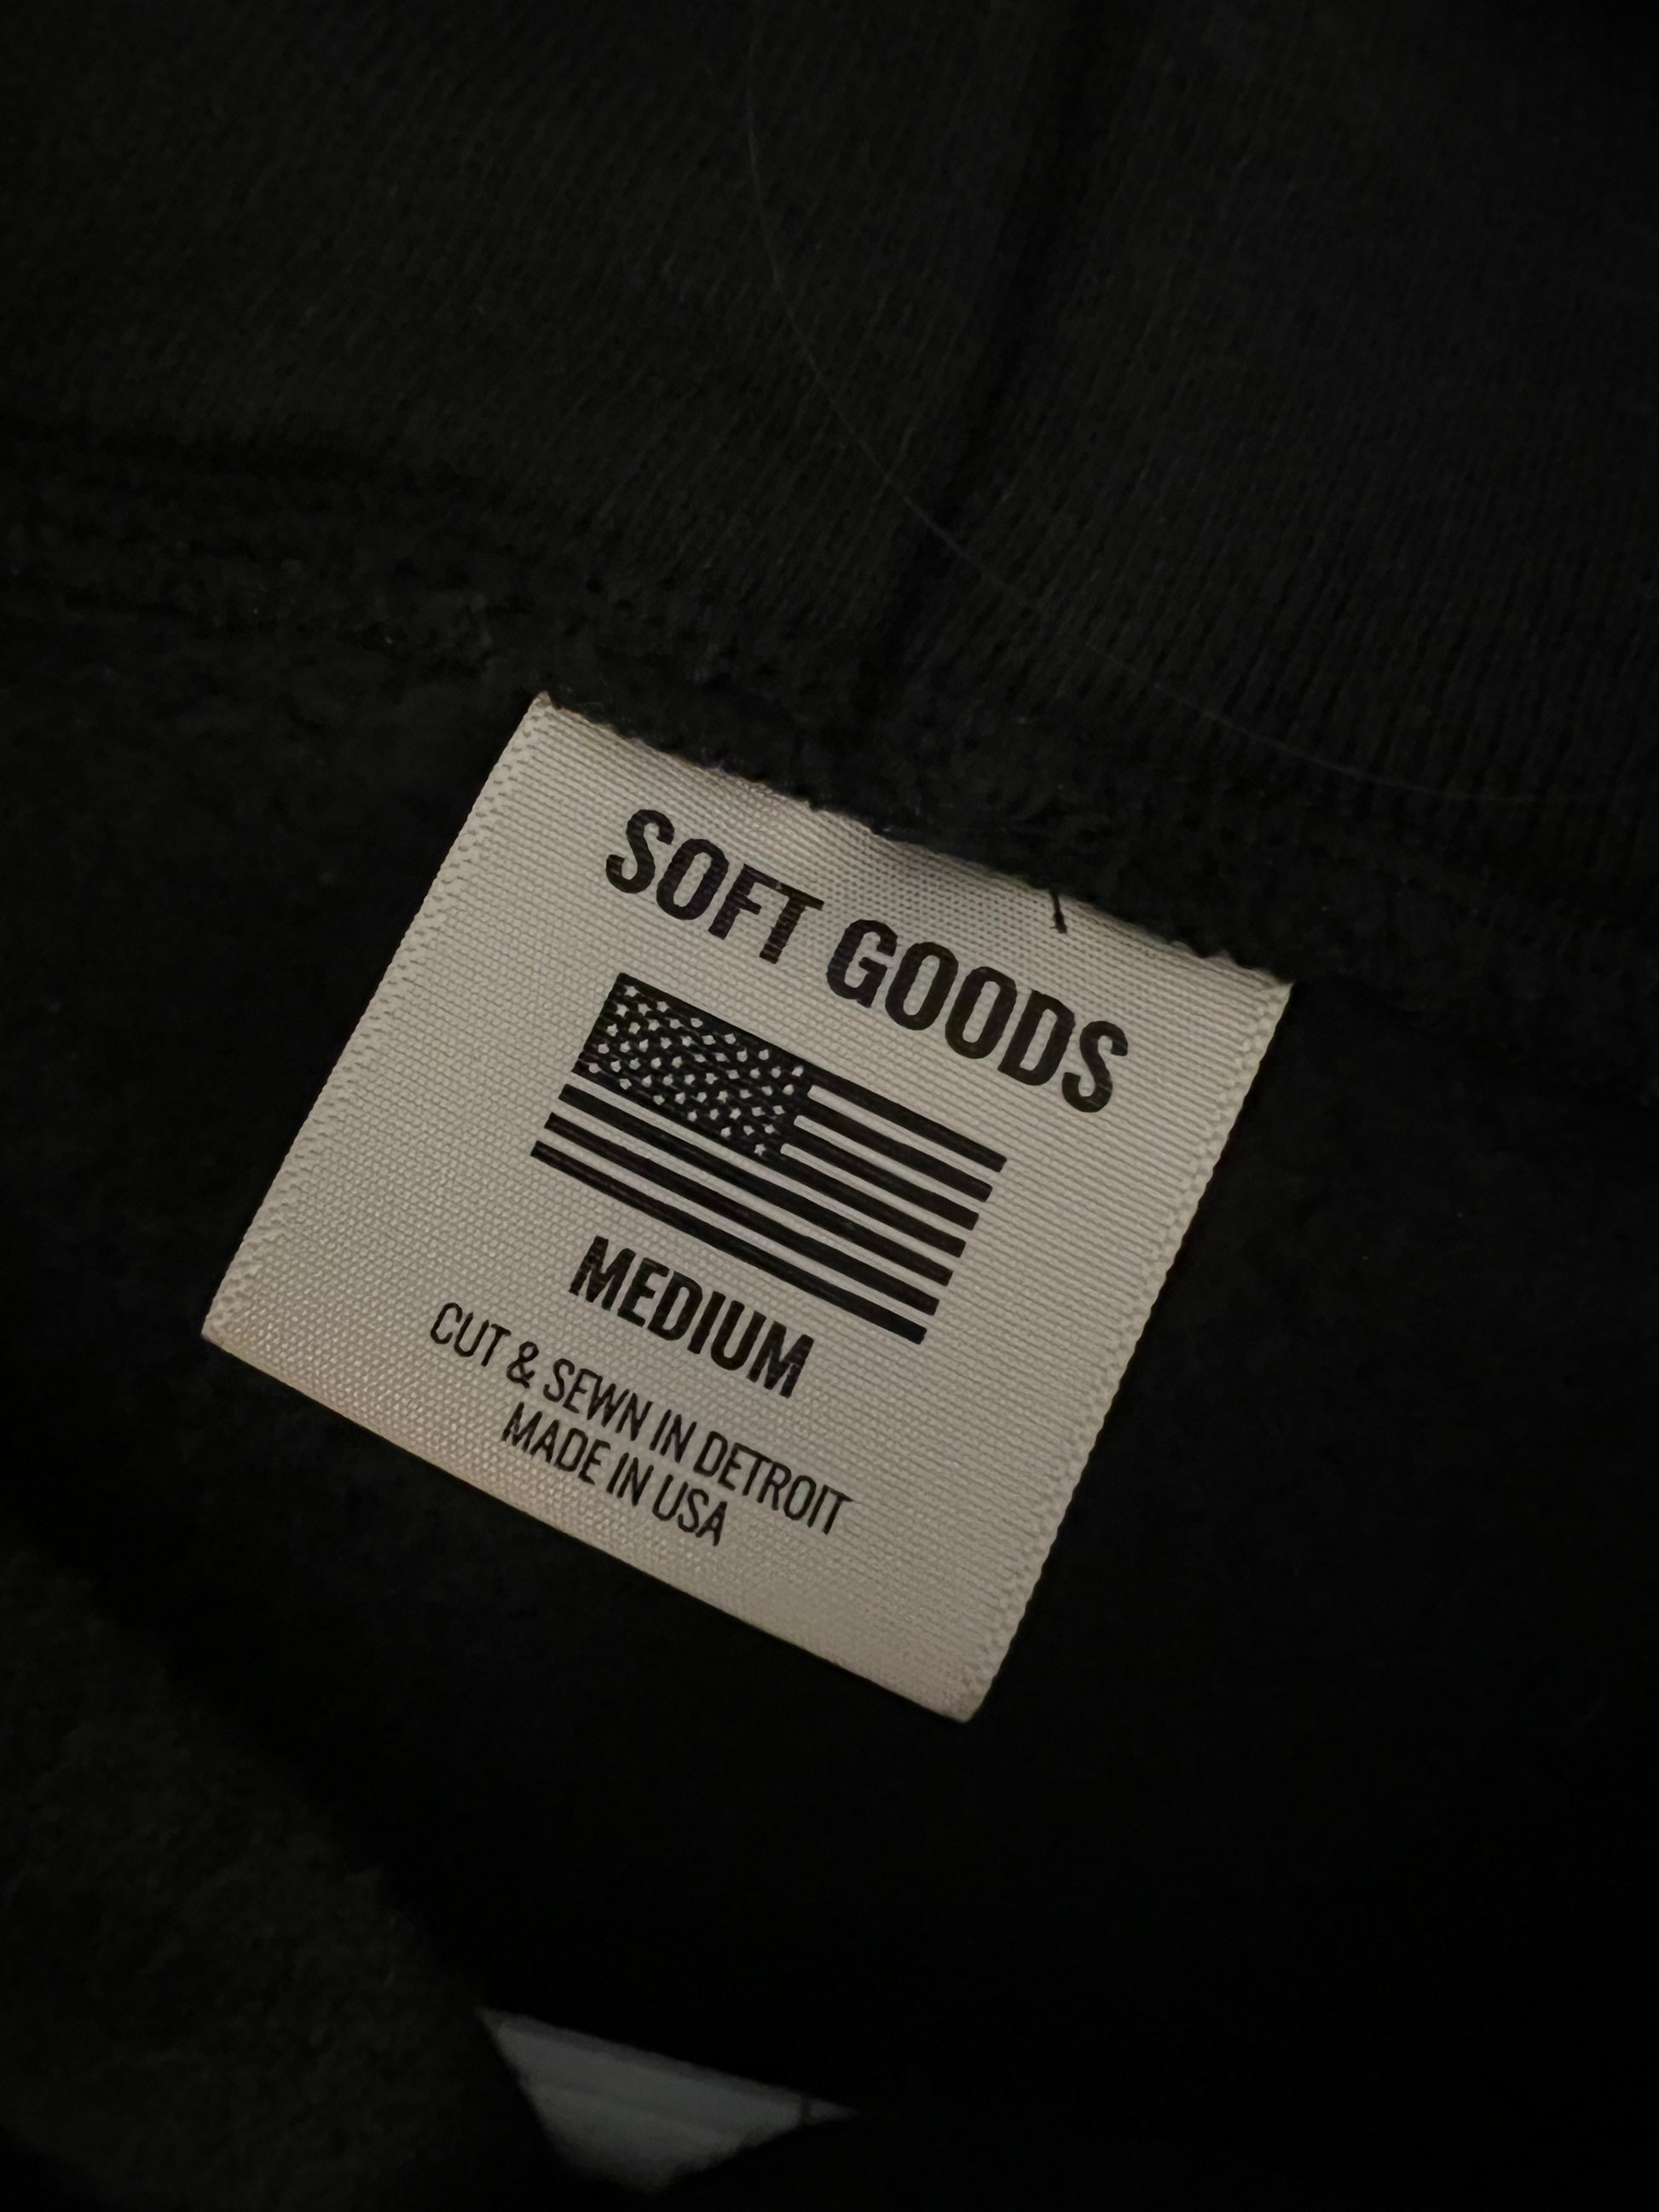 SOFT GOODS
MEDIUM
CUT & SEWN IN DETROIT
MADE IN USA